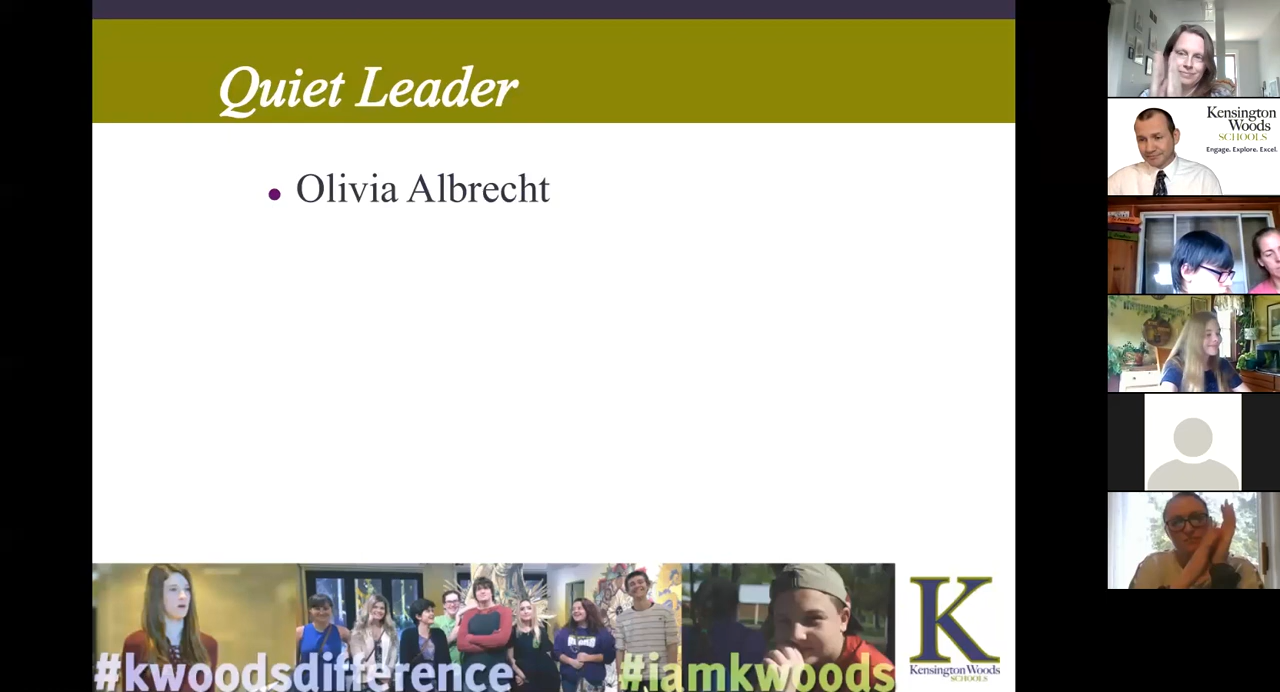 Quiet Leader
Olivia Albrecht
#kwoodsdifference
#iamkwoods
K
Kensington Woods
SCHOOLS
Kensington
Woods
SCHOOLS
Engage. Explore. Excel.